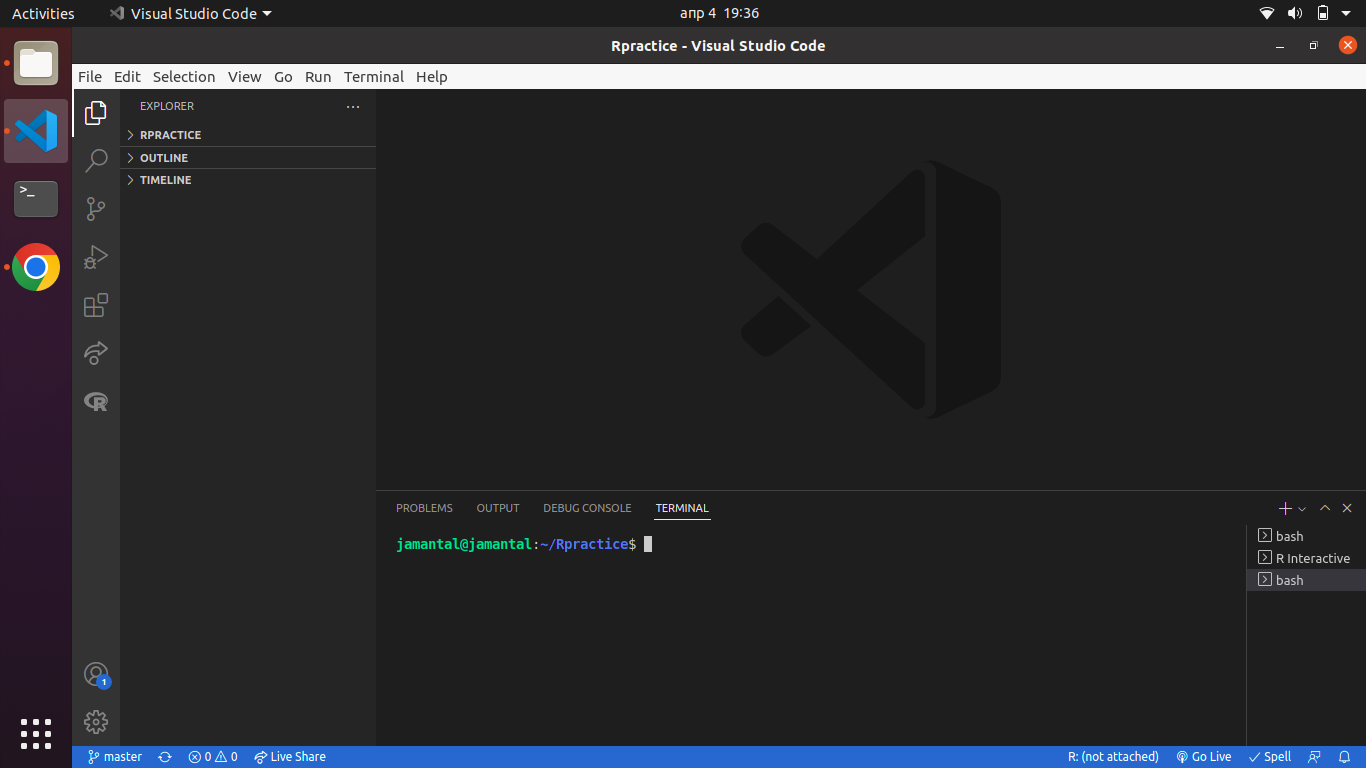 Activities Visual Studio Code апр 4 19:36
Rpractice - Visual Studio Code
File Edit Selection View Go Run Terminal Help
EXPLORER
RPRACTICE
OUTLINE
TIMELINE
PROBLEMS OUTPUT DEBUG CONSOLE TERMINAL
jamantal@jamantal:~/Rpractice$
bash
R Interactive
bash
1
master 0 0 Live Share R: (not attached) Go Live Spell